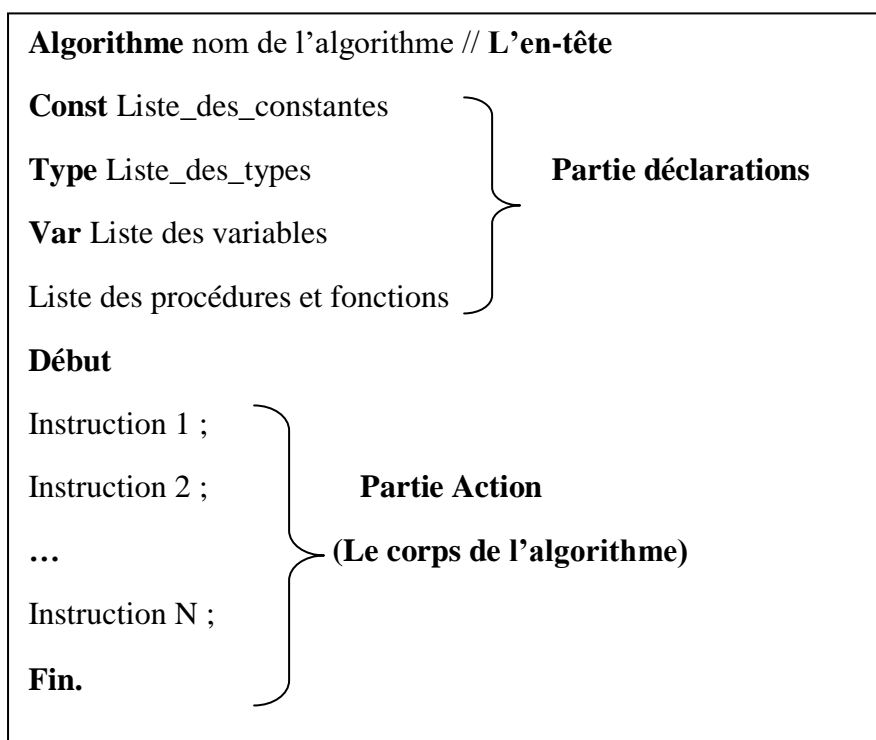 Algorithme nom de l’algorithme // L’en-tête
Const Liste_des_constantes
Type Liste_des_types Partie déclarations
Var Liste des variables
Liste des procédures et fonctions
Début
Instruction 1 ;
Instruction 2 ; Partie Action
… (Le corps de l’algorithme)
Instruction N ;
Fin.